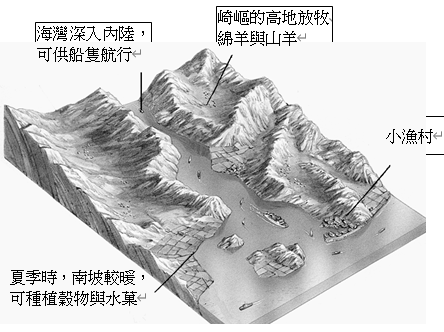 海灣深入內陸，
可供船隻航行↵
崎嶇的高地放牧
綿羊與山羊↵
小漁村↵
夏季時，南坡較暖，
可種植穀物與水菓↵